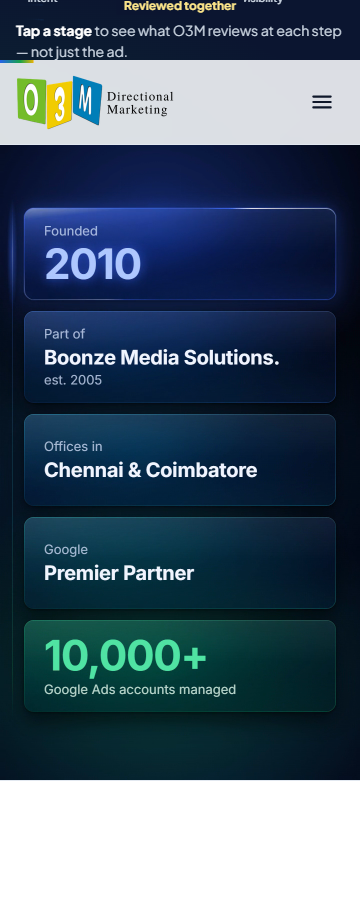 Reviewed together
Tap a stage to see what O3M reviews at each step
— not just the ad.
O3M Directional
Marketing
Founded
2010
Part of
Boonze Media Solutions.
est. 2005
Offices in
Chennai & Coimbatore
Google
Premier Partner
10,000+
Google Ads accounts managed